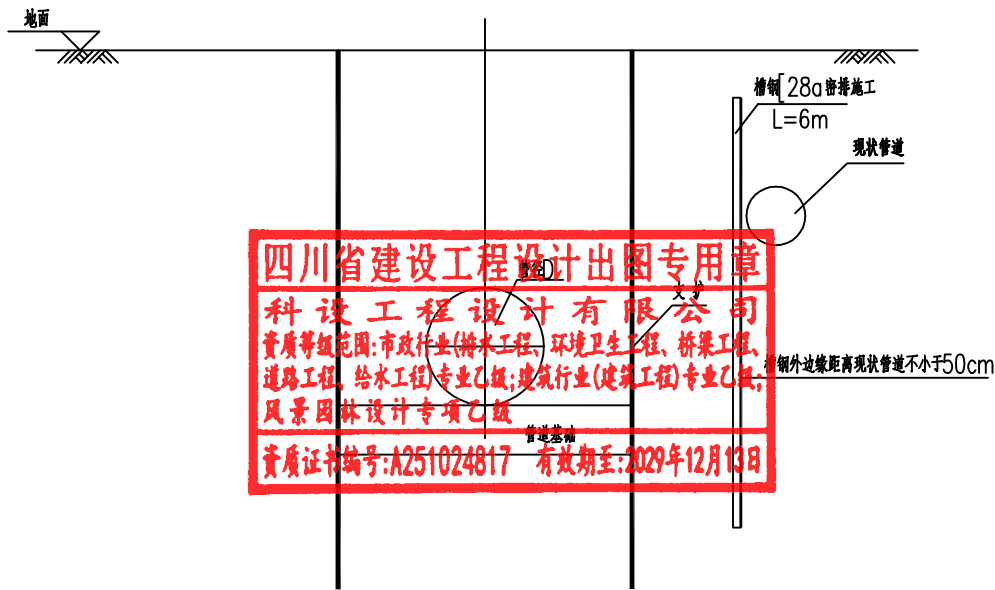 地面
槽钢[28a密排施工
L=6m
现状管道
四川省建设工程设计出图专用章
管径D
支护
科设工程设计有限公司
资质等级范围:市政行业(排水工程、环境卫生工程、桥梁工程、
道路工程、给水工程)专业乙级;建筑行业(建筑工程)专业乙级;
槽钢外边缘距离现状管道不小于50cm
风景园林设计专项乙级
管道基础
资质证书编号:A251024817 有效期至:2029年12月13日